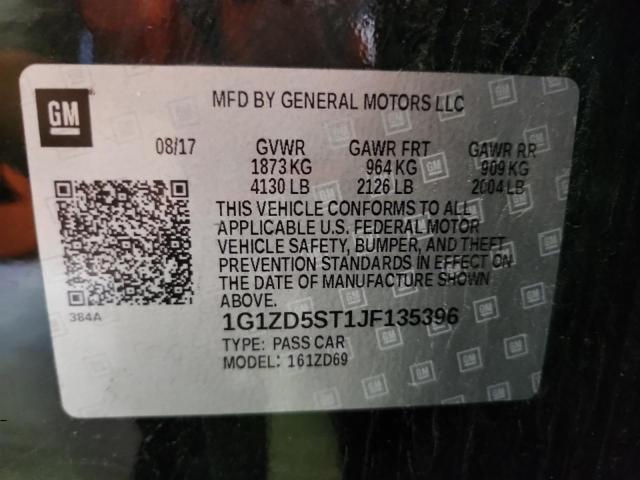 GM
MFD BY GENERAL MOTORS LLC
08/17 GVWR GAWR FRT GAWR RR
1873 KG 964 KG 909 KG
4130 LB 2126 LB 2004 LB
THIS VEHICLE CONFORMS TO ALL
APPLICABLE U.S. FEDERAL MOTOR
VEHICLE SAFETY, BUMPER, AND THEFT
PREVENTION STANDARDS IN EFFECT ON
THE DATE OF MANUFACTURE SHOWN
ABOVE.
384A
1G1ZD5ST1JF135396
TYPE: PASS CAR
MODEL: 161ZD69